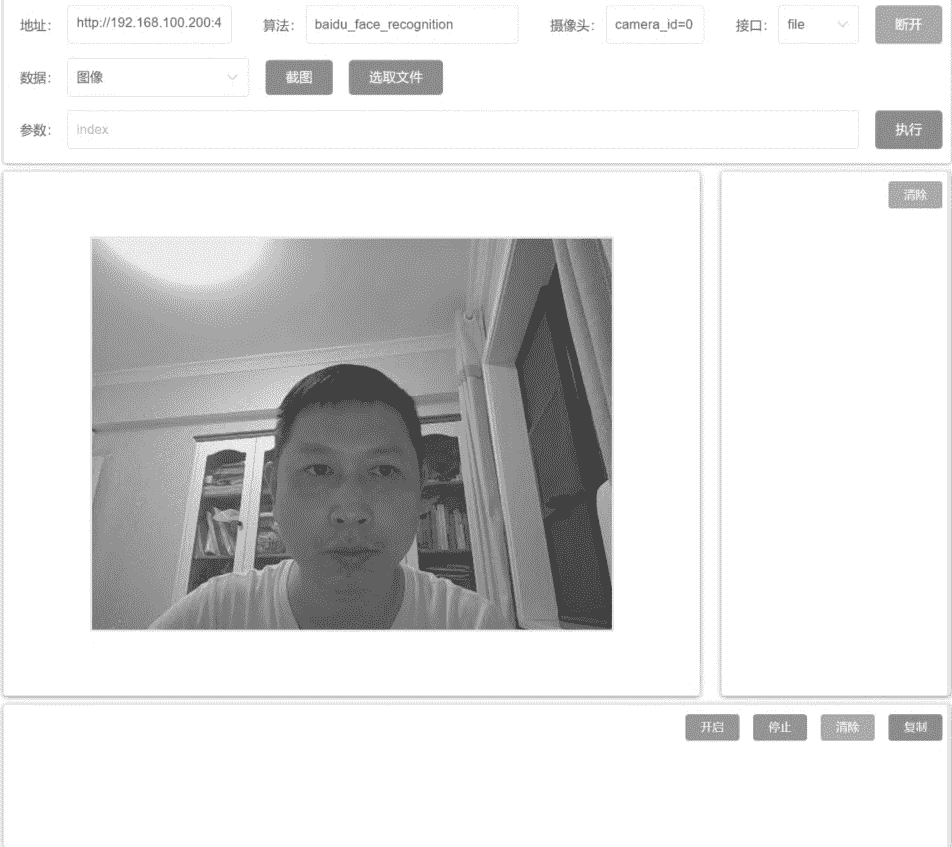 地址： http://192.168.100.200:4 算法： baidu_face_recognition 摄像头： camera_id=0 接口： file 断开
数据： 图像 截图 选取文件
参数： index 执行
清除
开启 停止 清除 复制